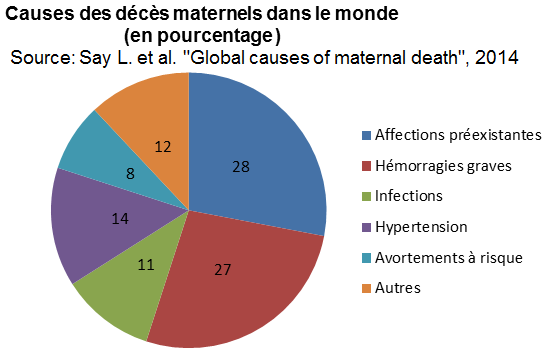 Causes des décès maternels dans le monde
(en pourcentage)
Source: Say L. et al. "Global causes of maternal death", 2014
12
28
8
14
11
27
Affections préexistantes
Hémorragies graves
Infections
Hypertension
Avortements à risque
Autres